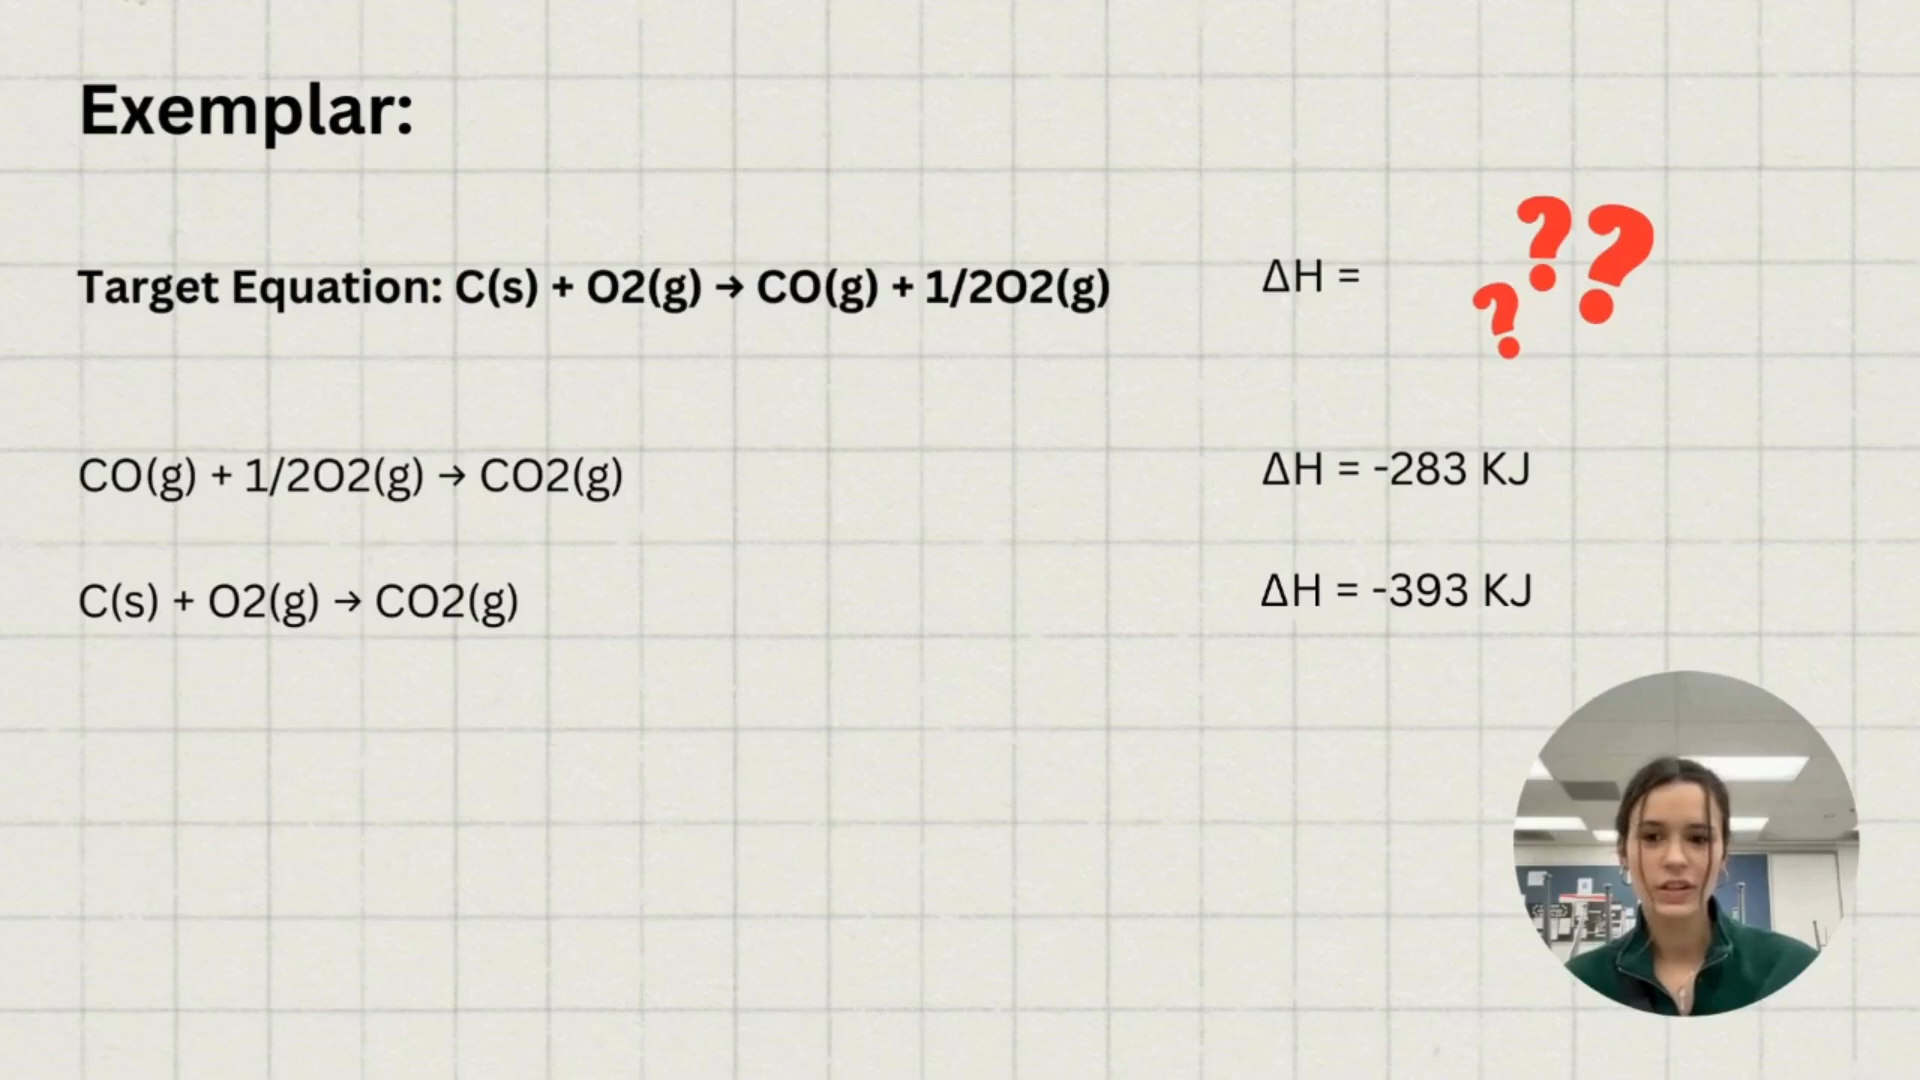 Exemplar:
Target Equation: C(s) + O2(g) → CO(g) + 1/2O2(g)
ΔH =
???
CO(g) + 1/2O2(g) → CO2(g)
ΔH = -283 KJ
C(s) + O2(g) → CO2(g)
ΔH = -393 KJ